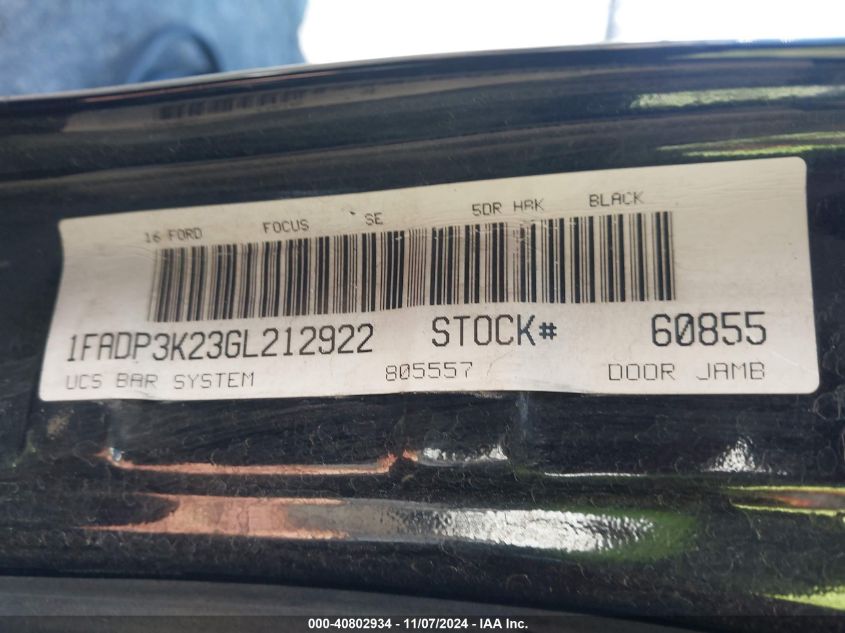 16 FORD FOCUS SE 5DR HBK BLACK
1FADP3K23GL212922 STOCK# 60855
UCS BAR SYSTEM 805557 DOOR JAMB
000-40802934 - 11/07/2024 - IAA Inc.